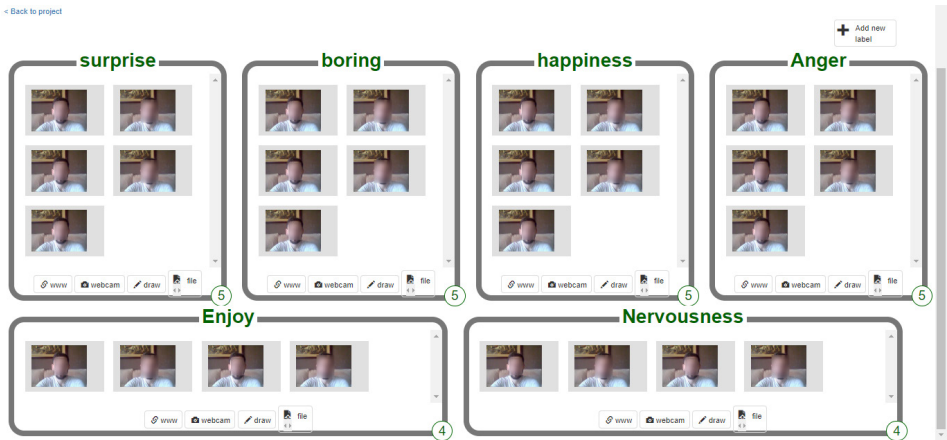 < Back to project
Add new
label
surprise
boring
happiness
Anger
www
webcam
draw
file
5
www
webcam
draw
file
5
www
webcam
draw
file
5
www
webcam
draw
file
5
Enjoy
Nervousness
www
webcam
draw
file
4
www
webcam
draw
file
4